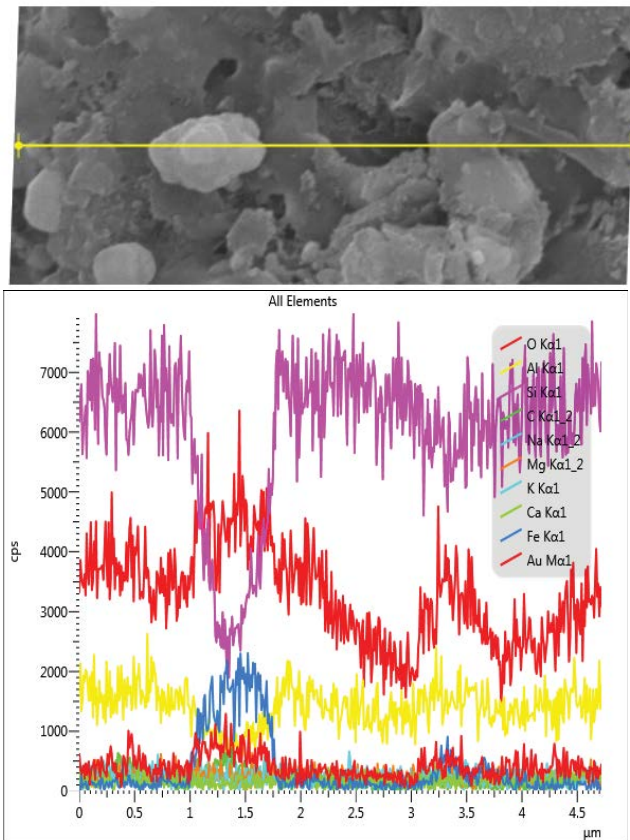 All Elements
7000
6000
5000
4000
3000
2000
1000
0
cps
O Kα1
Al Kα1
Si Kα1
C Kα1_2
Na Kα1_2
Mg Kα1_2
K Kα1
Ca Kα1
Fe Kα1
Au Mα1
0 0.5 1 1.5 2 2.5 3 3.5 4 4.5
µm